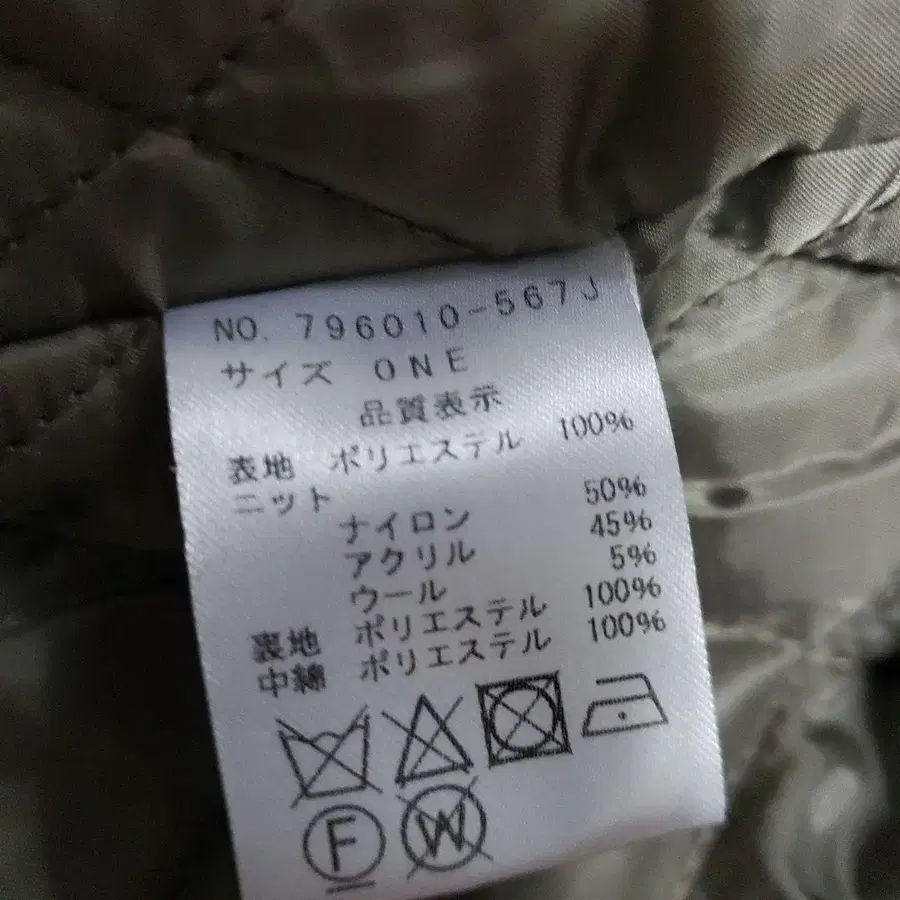 NO. 796010-567J
サイズ ONE
品質表示
表地 ポリエステル 100%
ニット
ナイロン 50%
アクリル 45%
ウール 5%
裏地 ポリエステル 100%
中綿 ポリエステル 100%
F W